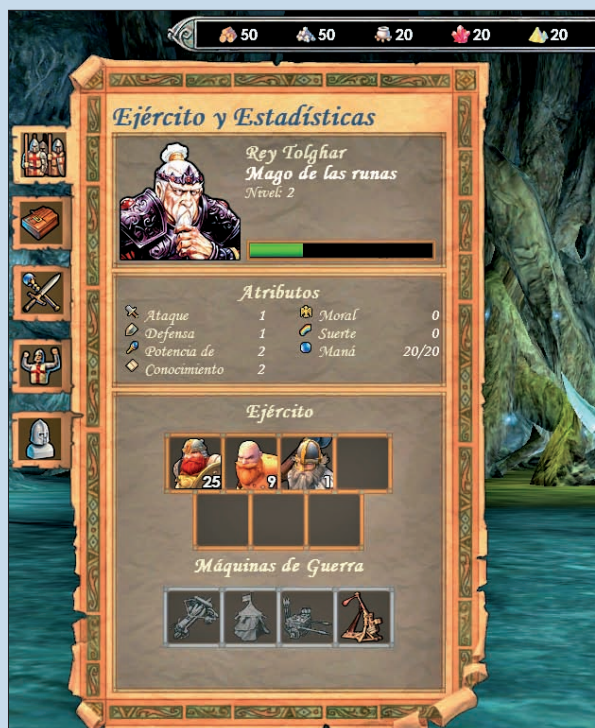 50 50 20 20 20
Ejército y Estadísticas
Rey Tolghar
Mago de las runas
Nivel: 2
Atributos
Ataque 1 Moral 0
Defensa 1 Suerte 0
Potencia de 2 Maná 20/20
Conocimiento 2
Ejército
25 9 1
Máquinas de Guerra